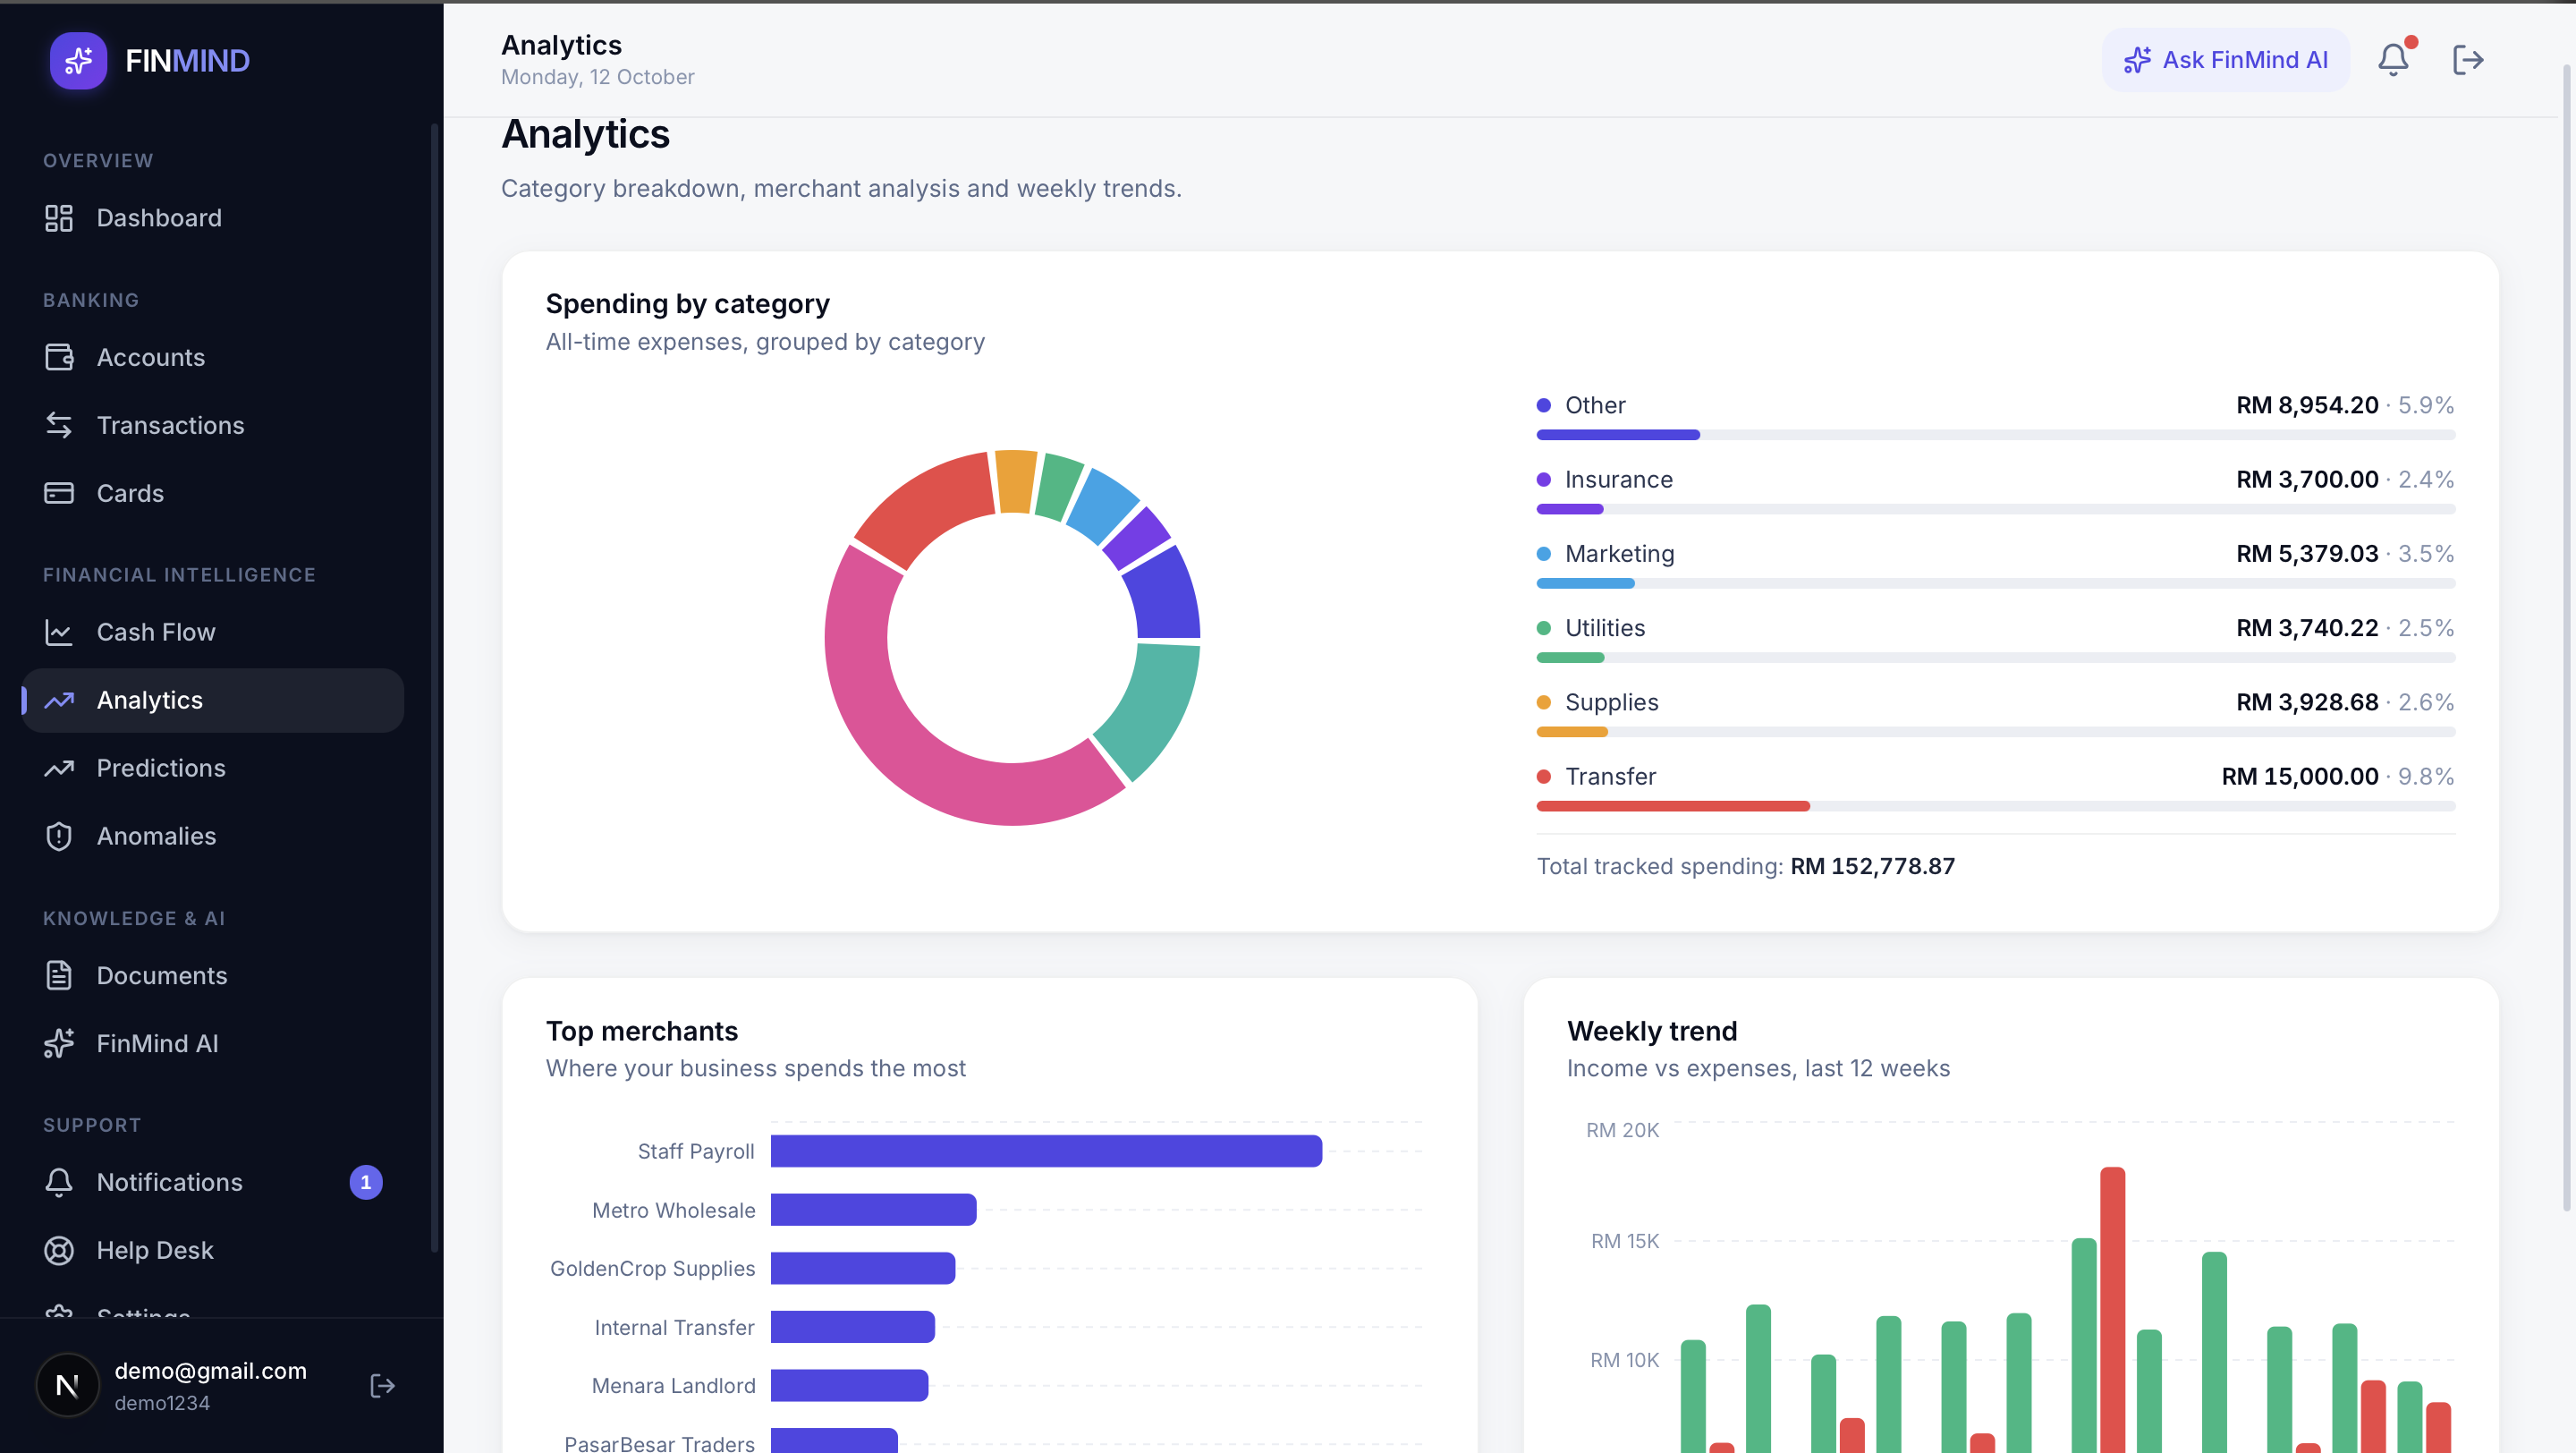 FINMIND
OVERVIEW
Dashboard
BANKING
Accounts
Transactions
Cards
FINANCIAL INTELLIGENCE
Cash Flow
Analytics
Predictions
Anomalies
KNOWLEDGE & AI
Documents
FinMind AI
SUPPORT
Notifications 1
Help Desk
Settings
N
demo@gmail.com
demo1234
Analytics
Monday, 12 October
Ask FinMind AI
Analytics
Category breakdown, merchant analysis and weekly trends.
Spending by category
All-time expenses, grouped by category
Other RM 8,954.20 · 5.9%
Insurance RM 3,700.00 · 2.4%
Marketing RM 5,379.03 · 3.5%
Utilities RM 3,740.22 · 2.5%
Supplies RM 3,928.68 · 2.6%
Transfer RM 15,000.00 · 9.8%
Total tracked spending: RM 152,778.87
Top merchants
Where your business spends the most
Staff Payroll
Metro Wholesale
GoldenCrop Supplies
Internal Transfer
Menara Landlord
PasarBesar Traders
Weekly trend
Income vs expenses, last 12 weeks
RM 20K
RM 15K
RM 10K